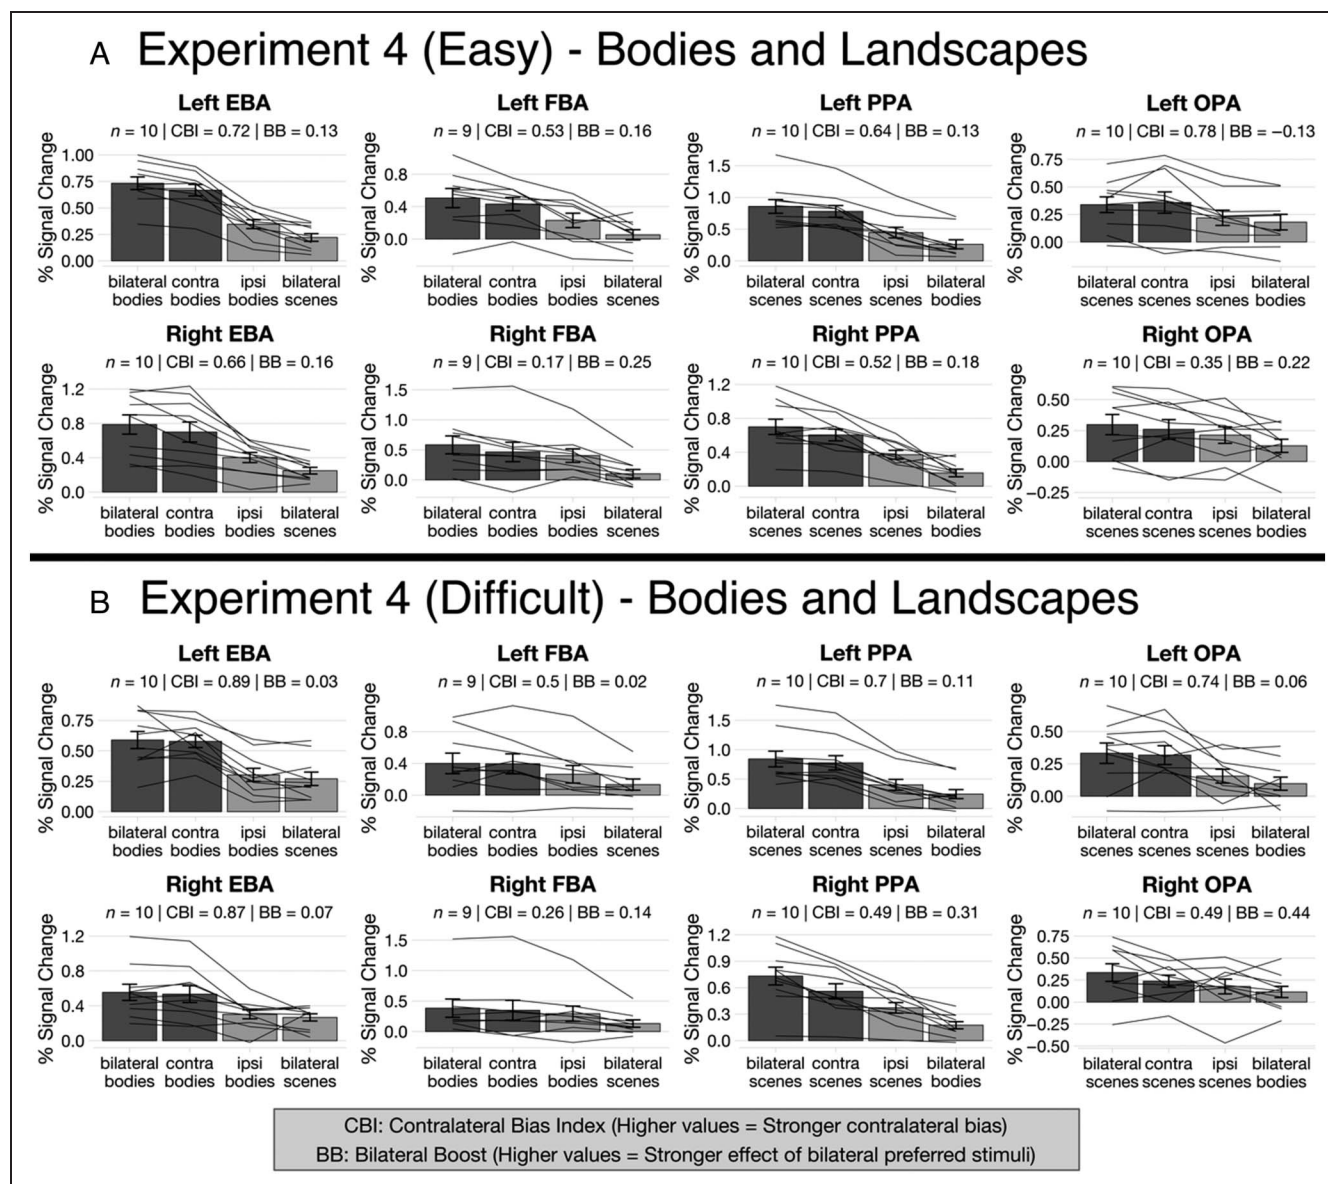 A Experiment 4 (Easy) - Bodies and Landscapes
Left EBA
n = 10 | CBI = 0.72 | BB = 0.13
% Signal Change
1.00
0.75
0.50
0.25
0.00
bilateral bodies
contra bodies
ipsi bodies
bilateral scenes
Left FBA
n = 9 | CBI = 0.53 | BB = 0.16
% Signal Change
0.8
0.4
0.0
bilateral bodies
contra bodies
ipsi bodies
bilateral scenes
Left PPA
n = 10 | CBI = 0.64 | BB = 0.13
% Signal Change
1.5
1.0
0.5
0.0
bilateral scenes
contra scenes
ipsi scenes
bilateral bodies
Left OPA
n = 10 | CBI = 0.78 | BB = −0.13
% Signal Change
0.75
0.50
0.25
0.00
bilateral scenes
contra scenes
ipsi scenes
bilateral bodies
Right EBA
n = 10 | CBI = 0.66 | BB = 0.16
% Signal Change
1.2
0.8
0.4
0.0
bilateral bodies
contra bodies
ipsi bodies
bilateral scenes
Right FBA
n = 9 | CBI = 0.17 | BB = 0.25
% Signal Change
1.5
1.0
0.5
0.0
bilateral bodies
contra bodies
ipsi bodies
bilateral scenes
Right PPA
n = 10 | CBI = 0.52 | BB = 0.18
% Signal Change
1.2
0.8
0.4
0.0
bilateral scenes
contra scenes
ipsi scenes
bilateral bodies
Right OPA
n = 10 | CBI = 0.35 | BB = 0.22
% Signal Change
0.50
0.25
0.00
−0.25
bilateral scenes
contra scenes
ipsi scenes
bilateral bodies
B Experiment 4 (Difficult) - Bodies and Landscapes
Left EBA
n = 10 | CBI = 0.89 | BB = 0.03
% Signal Change
0.75
0.50
0.25
0.00
bilateral bodies
contra bodies
ipsi bodies
bilateral scenes
Left FBA
n = 9 | CBI = 0.5 | BB = 0.02
% Signal Change
0.8
0.4
0.0
bilateral bodies
contra bodies
ipsi bodies
bilateral scenes
Left PPA
n = 10 | CBI = 0.7 | BB = 0.11
% Signal Change
1.5
1.0
0.5
0.0
bilateral scenes
contra scenes
ipsi scenes
bilateral bodies
Left OPA
n = 10 | CBI = 0.74 | BB = 0.06
% Signal Change
0.50
0.25
0.00
bilateral scenes
contra scenes
ipsi scenes
bilateral bodies
Right EBA
n = 10 | CBI = 0.87 | BB = 0.07
% Signal Change
1.2
0.8
0.4
0.0
bilateral bodies
contra bodies
ipsi bodies
bilateral scenes
Right FBA
n = 9 | CBI = 0.26 | BB = 0.14
% Signal Change
1.5
1.0
0.5
0.0
bilateral bodies
contra bodies
ipsi bodies
bilateral scenes
Right PPA
n = 10 | CBI = 0.49 | BB = 0.31
% Signal Change
1.2
0.9
0.6
0.3
0.0
bilateral scenes
contra scenes
ipsi scenes
bilateral bodies
Right OPA
n = 10 | CBI = 0.49 | BB = 0.44
% Signal Change
0.75
0.50
0.25
0.00
−0.25
−0.50
bilateral scenes
contra scenes
ipsi scenes
bilateral bodies
CBI: Contralateral Bias Index (Higher values = Stronger contralateral bias)
BB: Bilateral Boost (Higher values = Stronger effect of bilateral preferred stimuli)